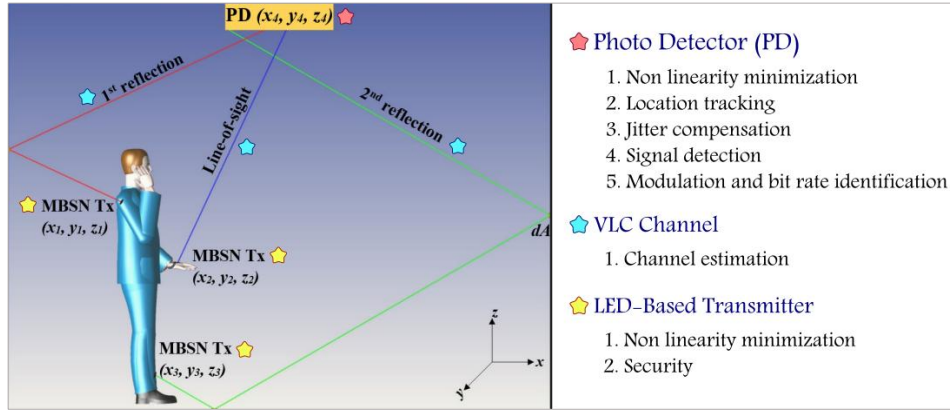 PD (x4, y4, z4)
1st reflection
Line-of-sight
2nd reflection
MBSN Tx
(x1, y1, z1)
dA
MBSN Tx
(x2, y2, z2)
MBSN Tx
(x3, y3, z3)
z
x
y
Photo Detector (PD)
1. Non linearity minimization
2. Location tracking
3. Jitter compensation
4. Signal detection
5. Modulation and bit rate identification
VLC Channel
1. Channel estimation
LED-Based Transmitter
1. Non linearity minimization
2. Security